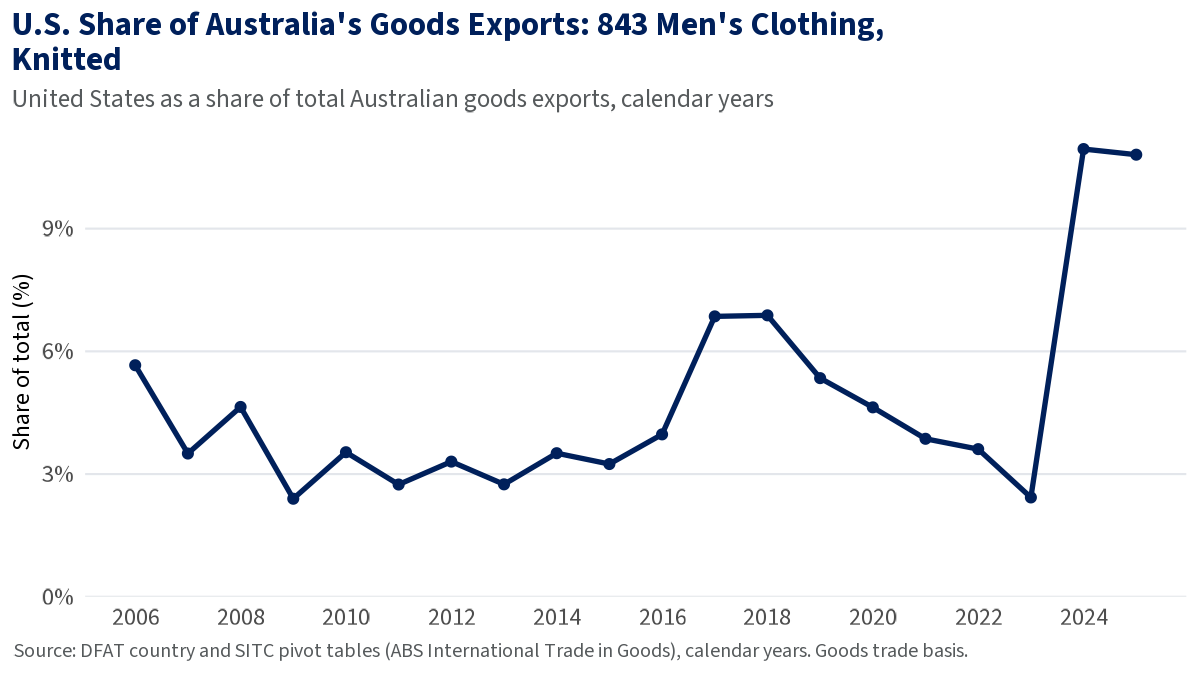 U.S. Share of Australia's Goods Exports: 843 Men's Clothing,
Knitted
United States as a share of total Australian goods exports, calendar years
Share of total (%)
9%
6%
3%
0%
2006 2008 2010 2012 2014 2016 2018 2020 2022 2024
Source: DFAT country and SITC pivot tables (ABS International Trade in Goods), calendar years. Goods trade basis.